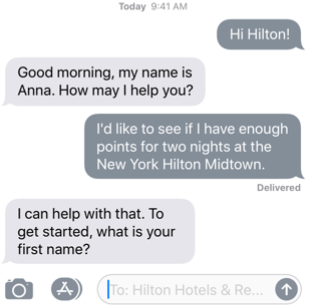 Today 9:41 AM
Hi Hilton!
Good morning, my name is
Anna. How may I help you?
I'd like to see if I have enough
points for two nights at the
New York Hilton Midtown.
Delivered
I can help with that. To
get started, what is your
first name?
To: Hilton Hotels & Re...